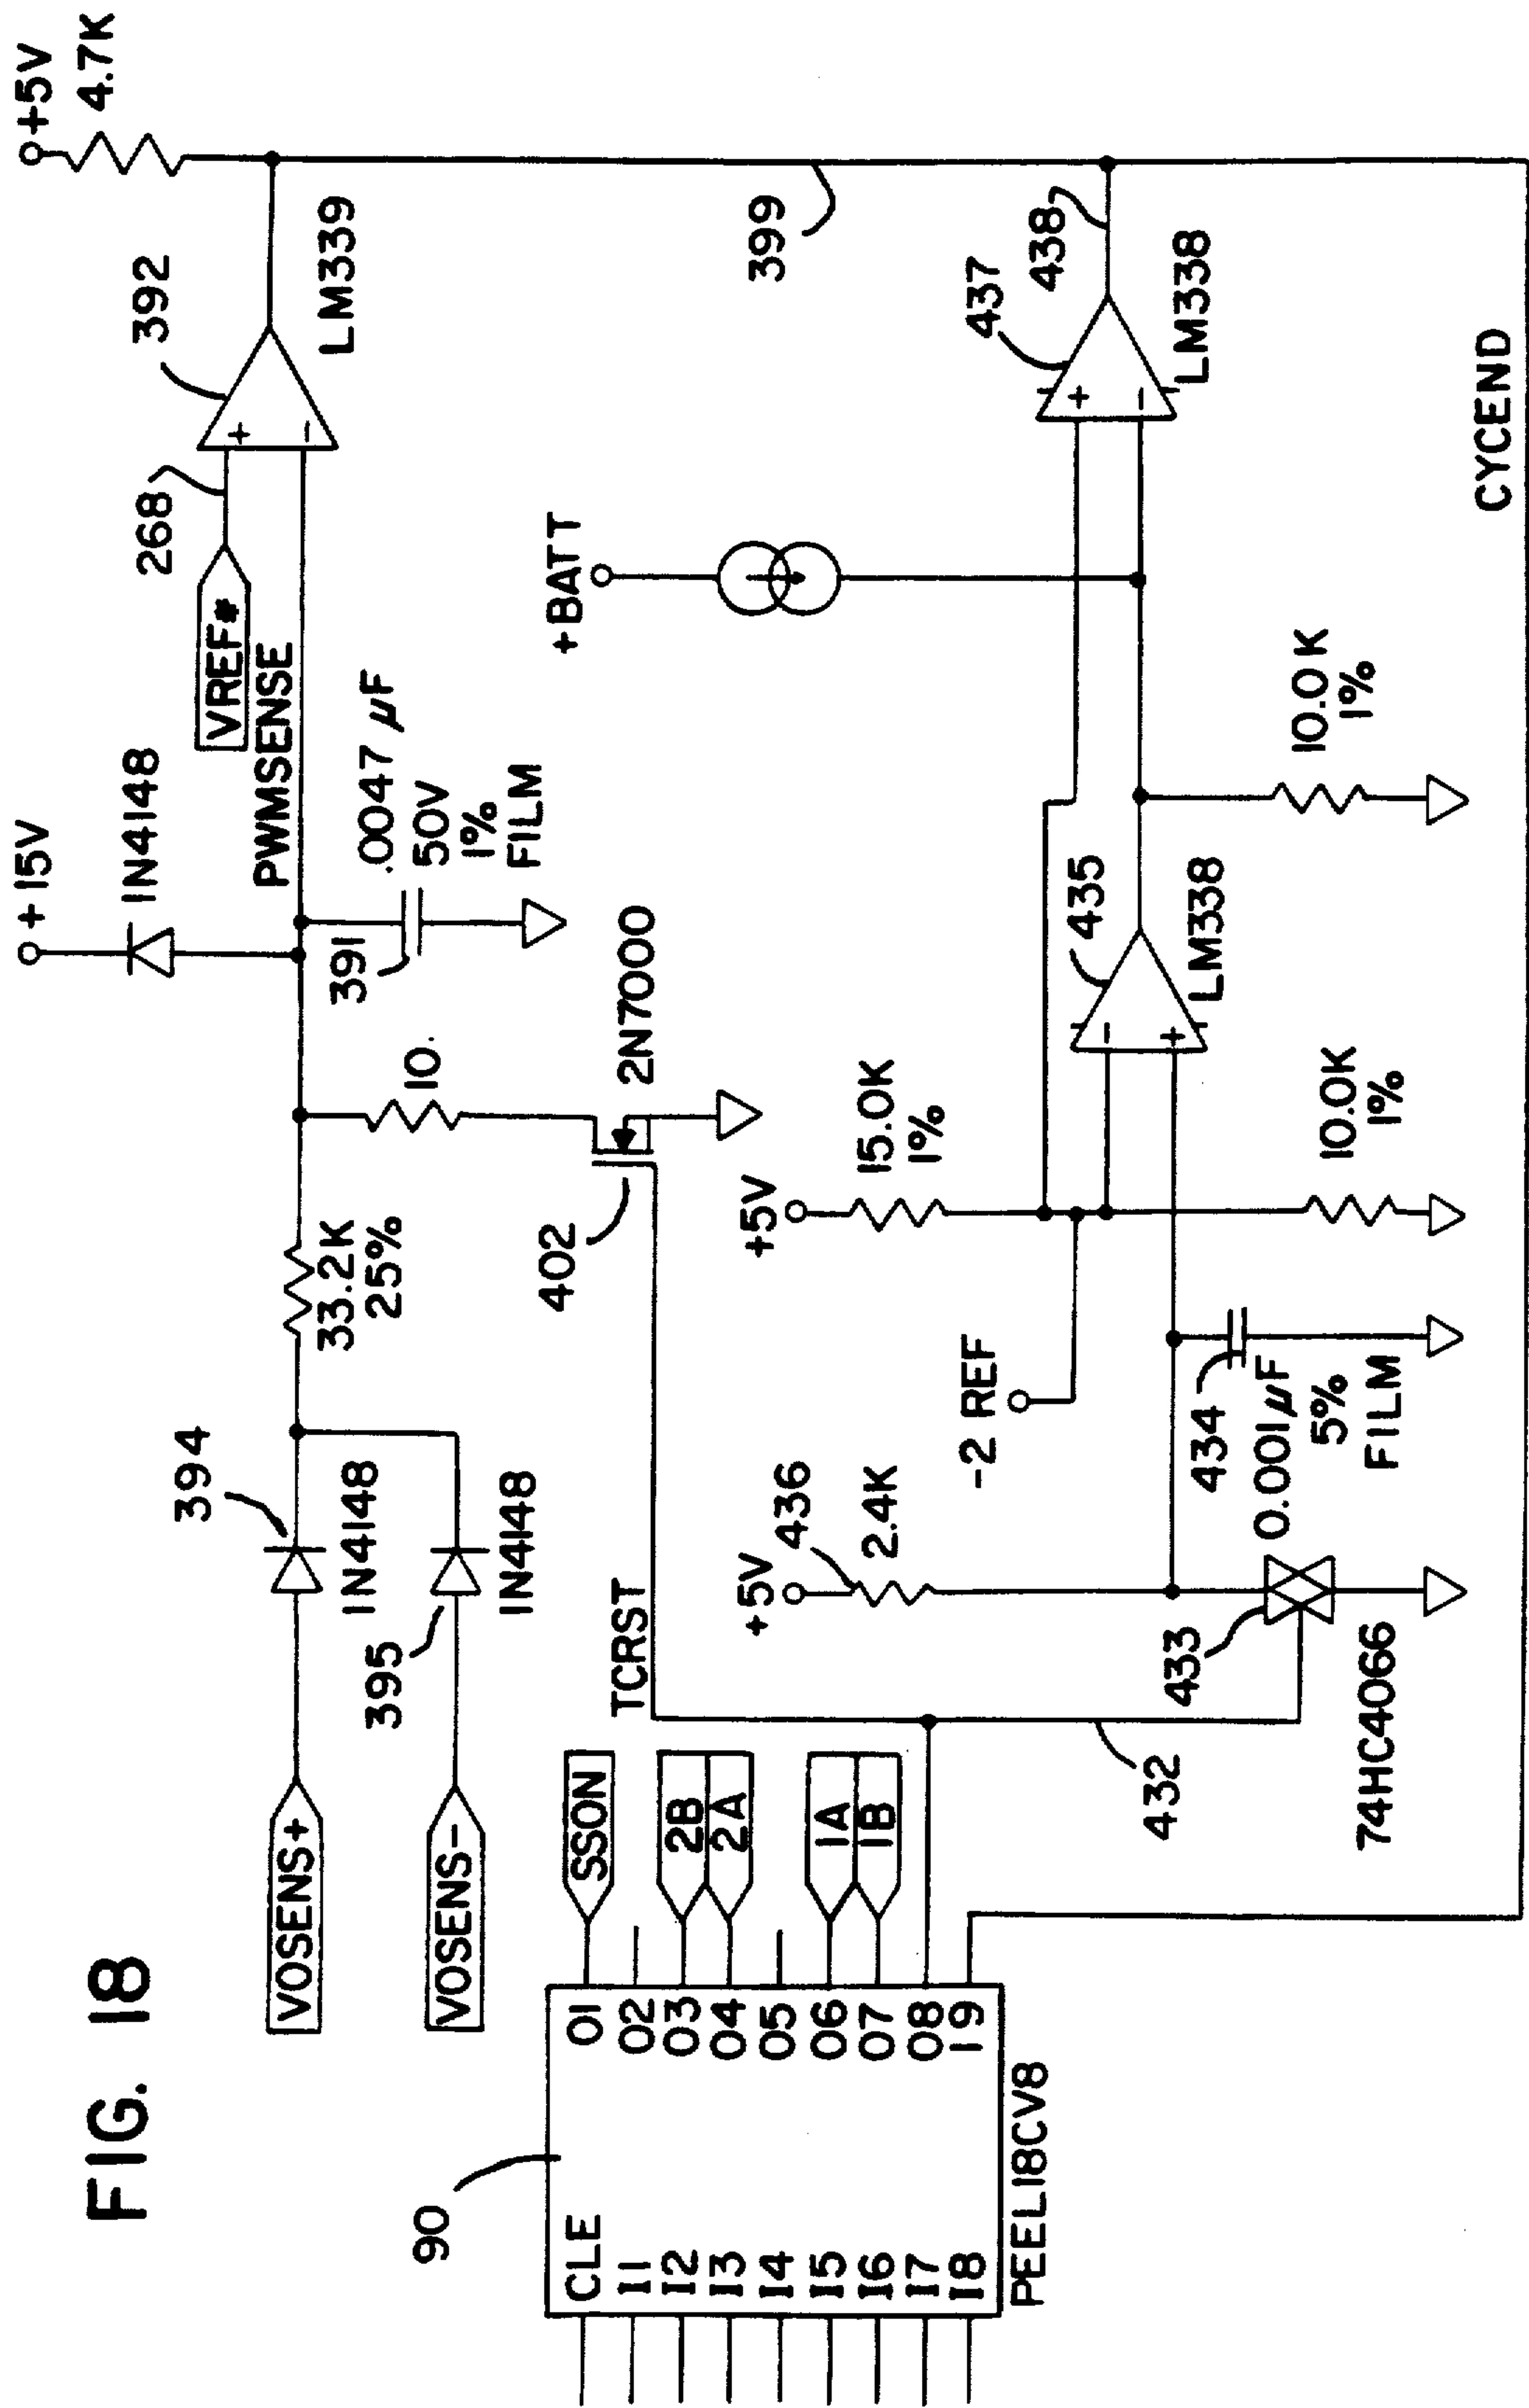 FIG. 18
VOSENS+
VOSENS-
394
1N4148
395
1N4148
33.2K
25%
10.
402
2N7000
+15V
1N4148
PWMSENSE
391
.0047 µF
50V
1%
FILM
VREF#
268
392
LM339
+5V
4.7K
399
90
CLE
I1
I2
I3
I4
I5
I6
I7
I8
O1
O2
O3
O4
O5
O6
O7
O8
I9
PEEL18CV8
SSON
2B
2A
1A
1B
TCRST
432
+5V
436
2.4K
433
74HC4066
-2 REF
434
0.001µF
5%
FILM
+5V
15.0K
1%
10.0K
1%
435
-
+
LM338
10.0K
1%
+BATT
437
+
-
438
LM338
+
-
CYCEND